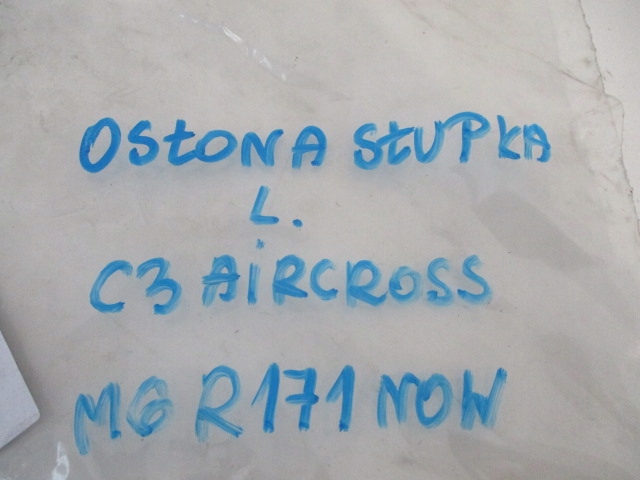 OSŁONA SŁUPKA
L.
C3 AiRCROSS
MG R171 NOW